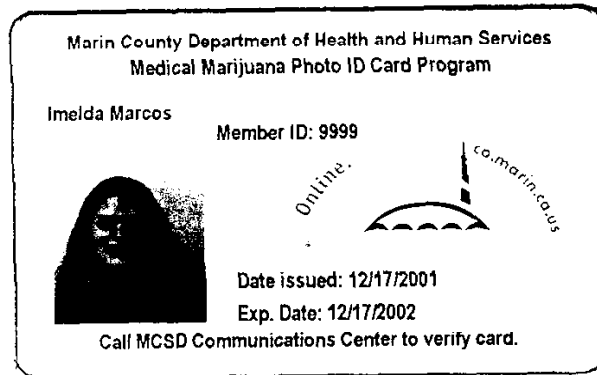 Marin County Department of Health and Human Services
Medical Marijuana Photo ID Card Program
Imelda Marcos
Member ID: 9999
Online.
co.marin.ca.us
Date issued: 12/17/2001
Exp. Date: 12/17/2002
Call MCSD Communications Center to verify card.